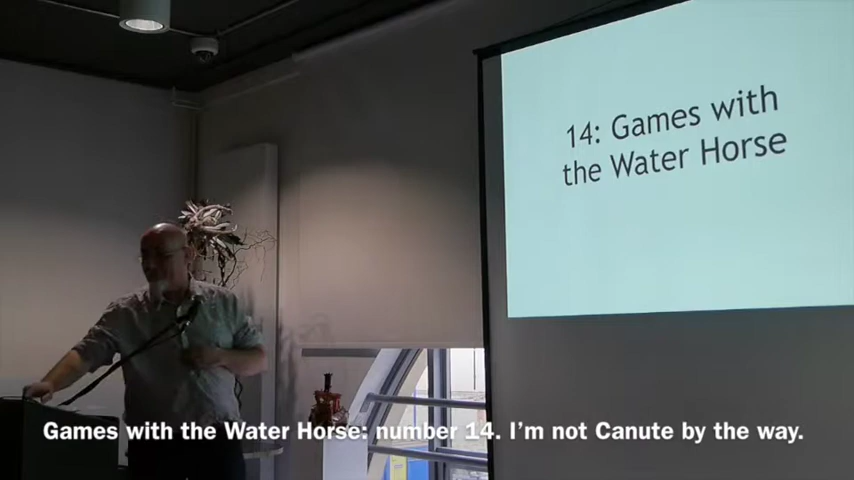 14: Games with
the Water Horse
Games with the Water Horse: number 14. I'm not Canute by the way.